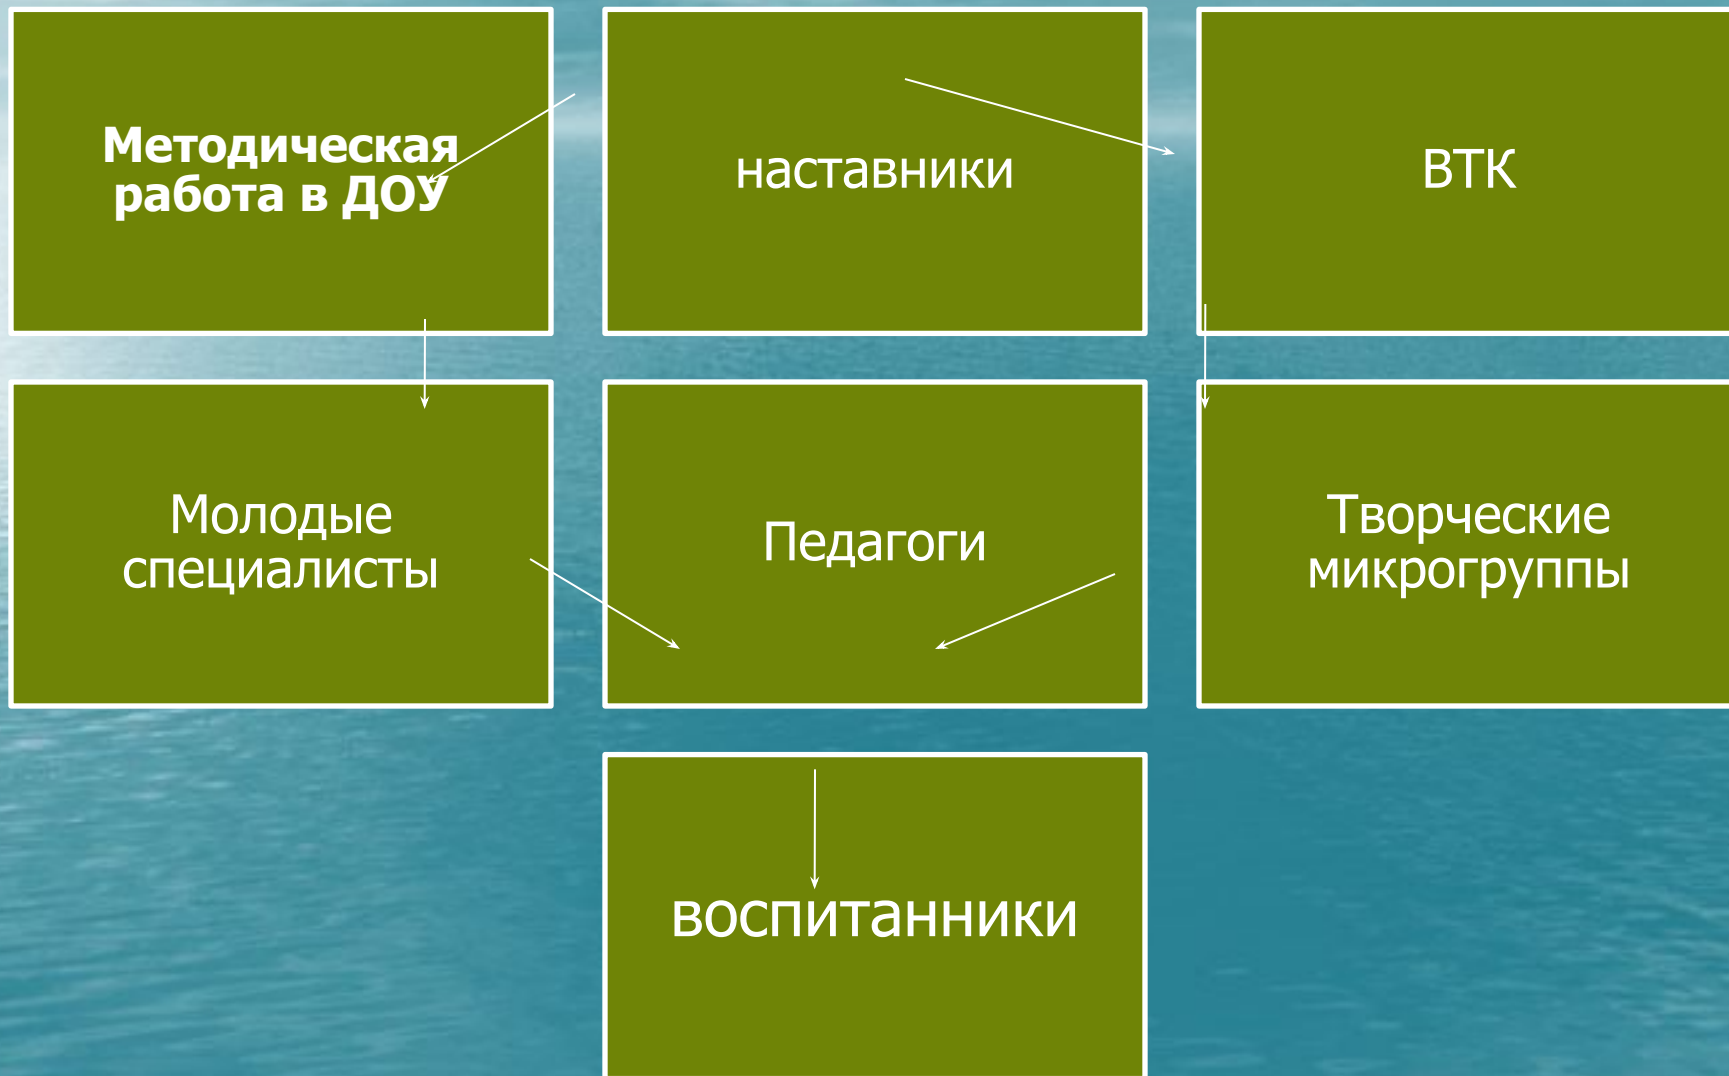 Методическая
работа в ДОУ
наставники
ВТК
Молодые
специалисты
Педагоги
Творческие
микрогруппы
воспитанники